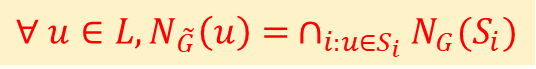 ∀ u ∈ L, N_{G̃}(u) = ∩_{i:u∈S_i} N_G(S_i)